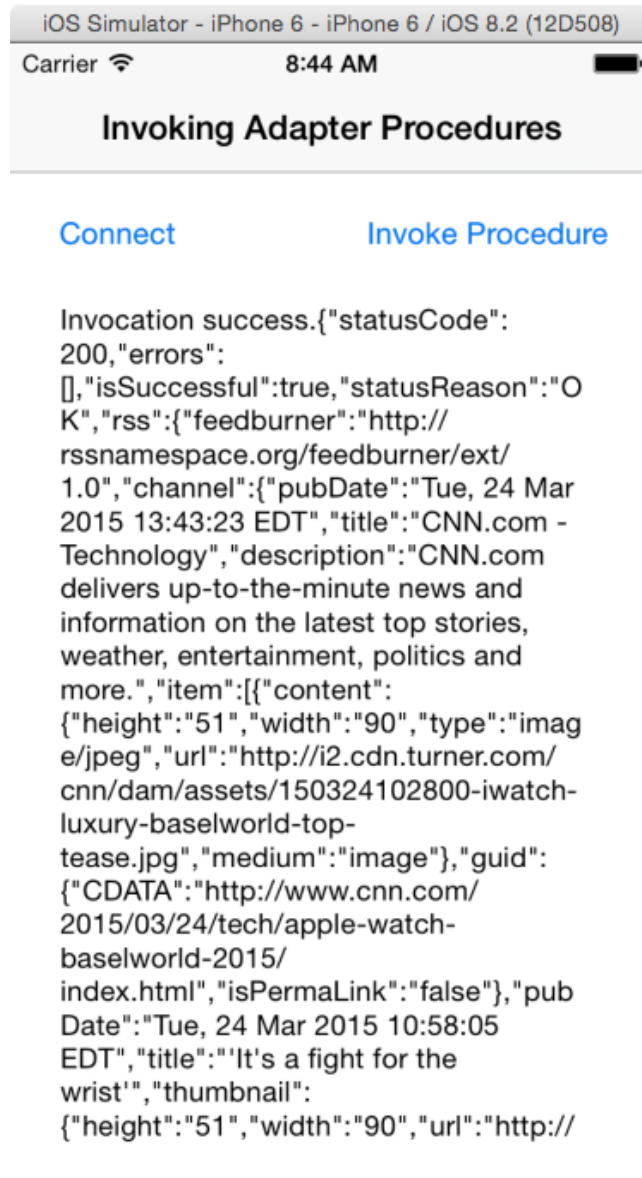 iOS Simulator - iPhone 6 - iPhone 6 / iOS 8.2 (12D508)
Carrier 8:44 AM
Invoking Adapter Procedures
Connect Invoke Procedure
Invocation success.{"statusCode":
200,"errors":
[],"isSuccessful":true,"statusReason":"O
K","rss":{"feedburner":"http://
rssnamespace.org/feedburner/ext/
1.0","channel":{"pubDate":"Tue, 24 Mar
2015 13:43:23 EDT","title":"CNN.com -
Technology","description":"CNN.com
delivers up-to-the-minute news and
information on the latest top stories,
weather, entertainment, politics and
more.","item":[{"content":
{"height":"51","width":"90","type":"imag
e/jpeg","url":"http://i2.cdn.turner.com/
cnn/dam/assets/150324102800-iwatch-
luxury-baselworld-top-
tease.jpg","medium":"image"},"guid":
{"CDATA":"http://www.cnn.com/
2015/03/24/tech/apple-watch-
baselworld-2015/
index.html","isPermaLink":"false"},"pub
Date":"Tue, 24 Mar 2015 10:58:05
EDT","title":"'It's a fight for the
wrist'","thumbnail":
{"height":"51","width":"90","url":"http://